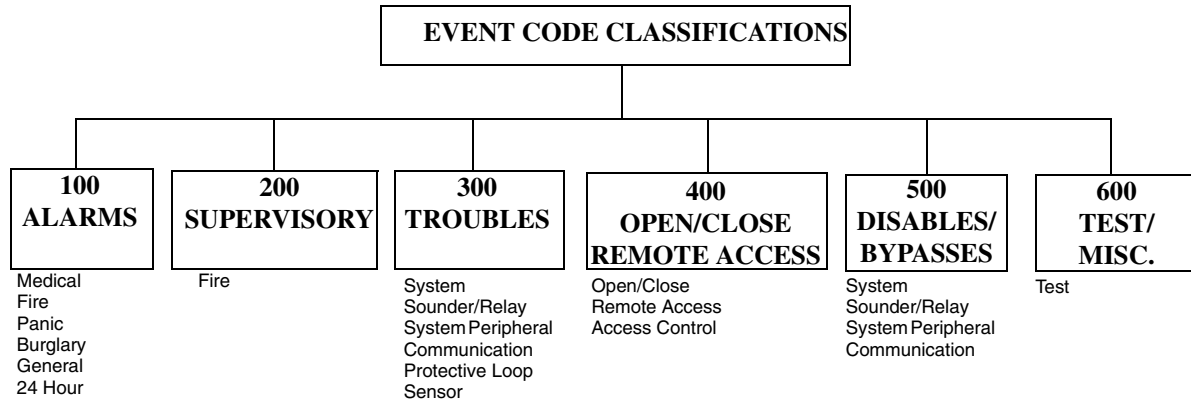 EVENT CODE CLASSIFICATIONS
100
ALARMS
Medical
Fire
Panic
Burglary
General
24 Hour
200
SUPERVISORY
Fire
300
TROUBLES
System
Sounder/Relay
System Peripheral
Communication
Protective Loop
Sensor
400
OPEN/CLOSE
REMOTE ACCESS
Open/Close
Remote Access
Access Control
500
DISABLES/
BYPASSES
System
Sounder/Relay
System Peripheral
Communication
600
TEST/
MISC.
Test